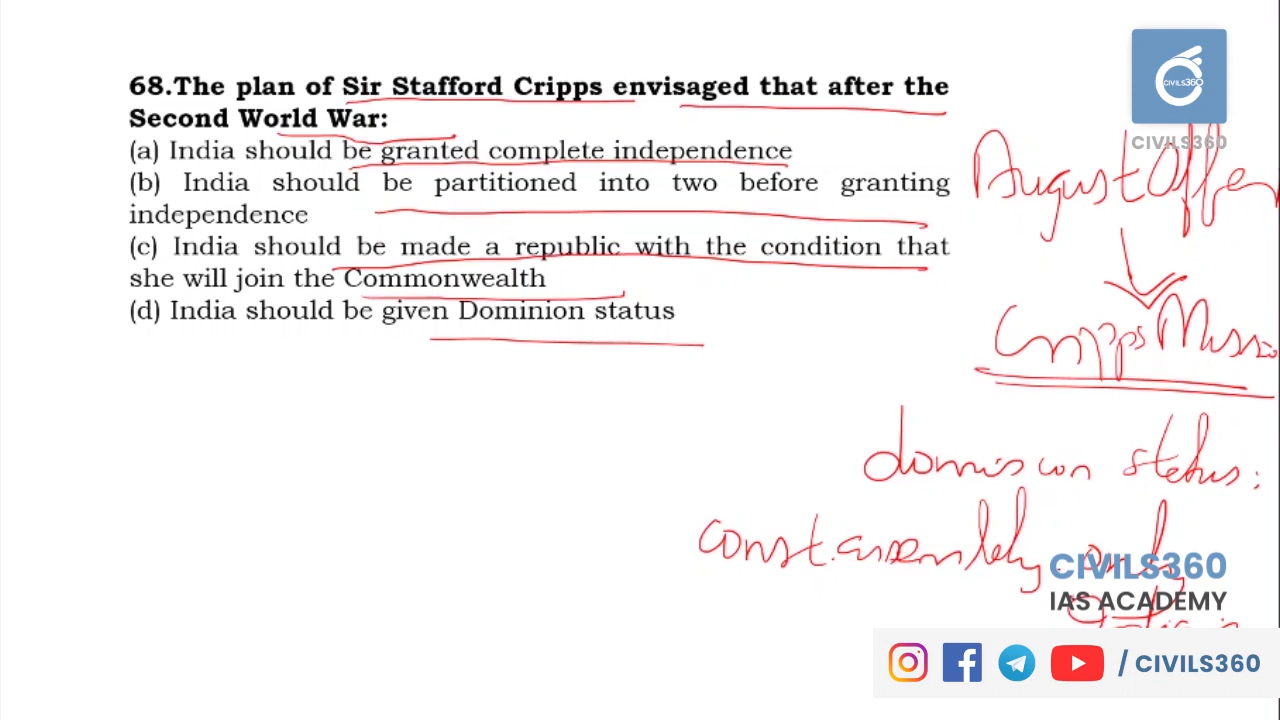 68.The plan of Sir Stafford Cripps envisaged that after the
Second World War:
(a) India should be granted complete independence
(b) India should be partitioned into two before granting
independence
(c) India should be made a republic with the condition that
she will join the Commonwealth
(d) India should be given Dominion status
CIVILS360
CIVILS360
August Offer
Cripps
dominion status:
const.assembly only
CIVILS360
IAS ACADEMY
/ CIVILS360